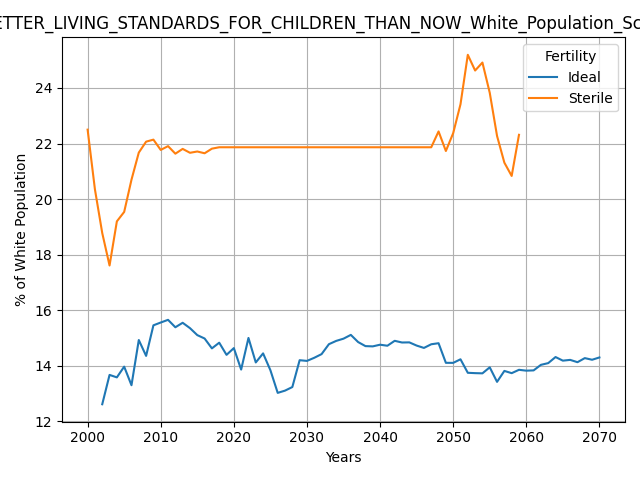 ETTER_LIVING_STANDARDS_FOR_CHILDREN_THAN_NOW_White_Population_Sc
Fertility
Ideal
Sterile
% of White Population
24
22
20
18
16
14
12
2000
2010
2020
2030
2040
2050
2060
2070
Years